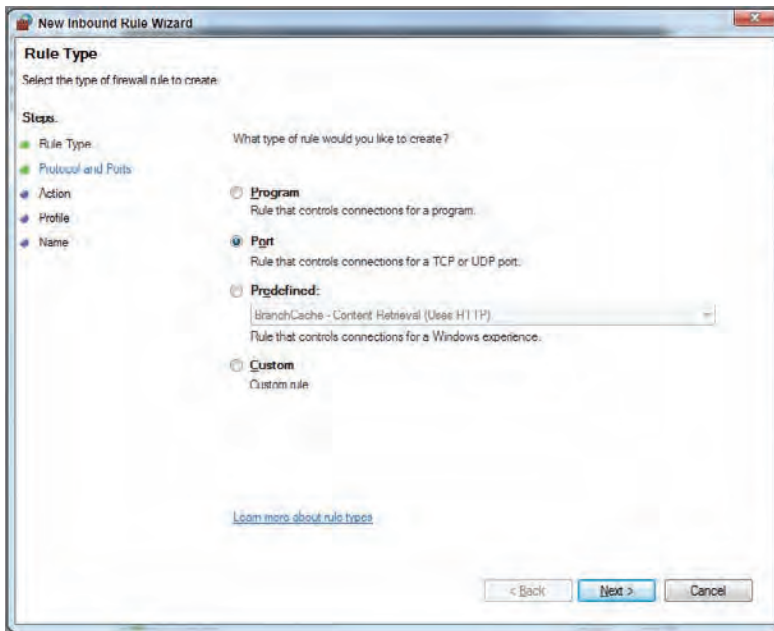 New Inbound Rule Wizard
Rule Type
Select the type of firewall rule to create.
Steps:
Rule Type
Protocol and Ports
Action
Profile
Name
What type of rule would you like to create?
Program
Rule that controls connections for a program.
Port
Rule that controls connections for a TCP or UDP port.
Predefined:
BranchCache - Content Retrieval (Uses HTTP)
Rule that controls connections for a Windows experience.
Custom
Custom rule
Learn more about rule types
< Back
Next >
Cancel